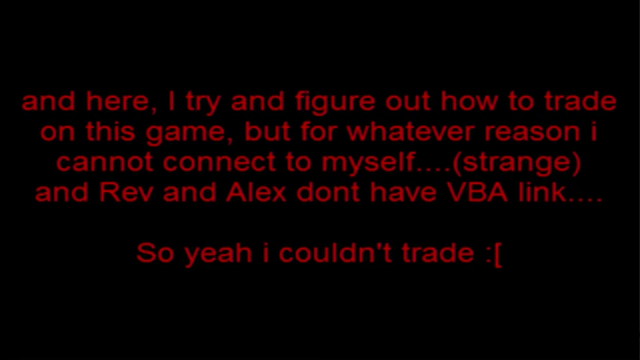 and here, I try and figure out how to trade
on this game, but for whatever reason i
cannot connect to myself....(strange)
and Rev and Alex dont have VBA link....
So yeah i couldn't trade :[